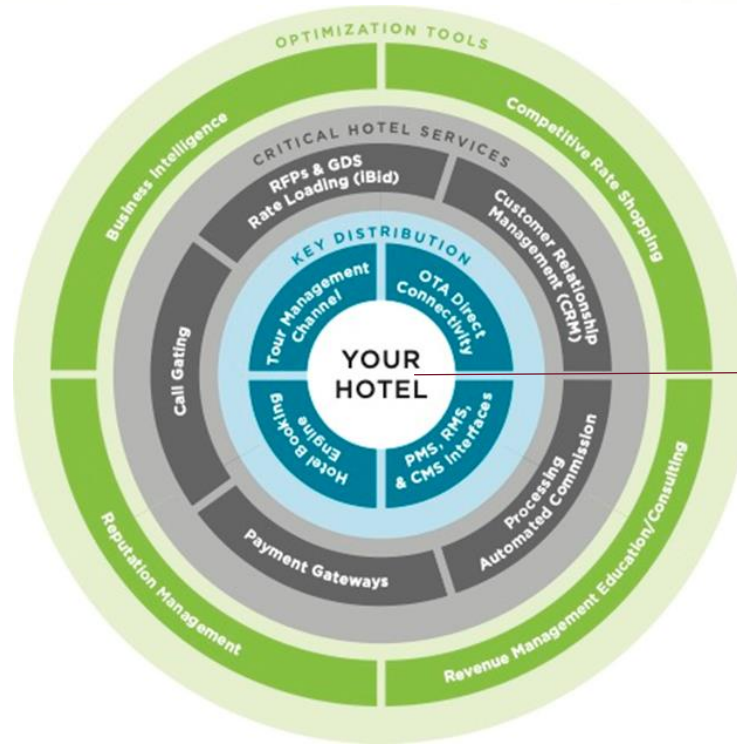 OPTIMIZATION TOOLS
Business Intelligence
Competitive Rate Shopping
CRITICAL HOTEL SERVICES
RFPs & GDS
Rate Loading (iBid)
Customer Relationship
Management (CRM)
KEY DISTRIBUTION
Tour Management
Channel
OTA Direct
Connectivity
Call Gating
YOUR
HOTEL
Hotel Booking
Engine
PMS, RMS,
& CMS Interfaces
Processing
Automated Commission
Payment Gateways
Reputation Management
Revenue Management Education/Consulting